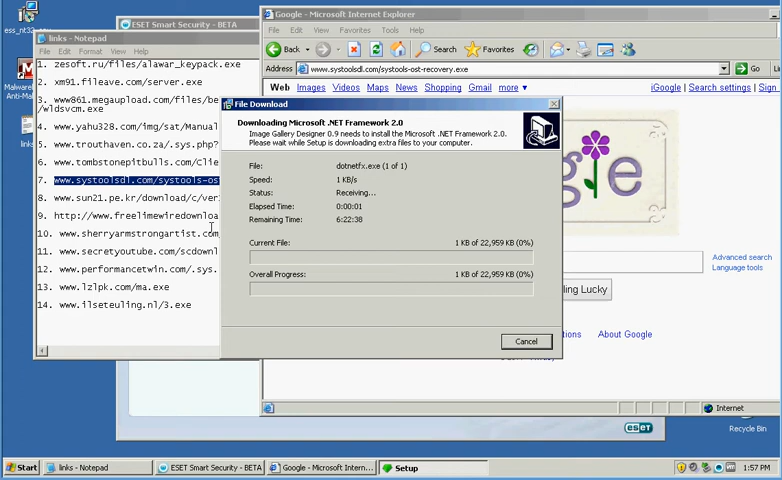 ess_nt32_
ESET Smart Security - BETA
Google - Microsoft Internet Explorer
File Edit View Favorites Tools Help
Back Search Favorites
Address www.systoolsdl.com/systools-ost-recovery.exe Go
Web Images Videos Maps News Shopping Gmail more iGoogle | Search settings | Sign in
Malware
Anti-Mal
links
links - Notepad
File Edit Format View Help
1. zesoft.ru/files/alawar_keypack.exe
2. xm91.fileave.com/server.exe
3. www861.megaupload.com/files/be
/wldsvcm.exe
4. www.yahu328.com/img/sat/Manual
5. www.trouthaven.co.za/.sys.php?
6. www.tombstonepitbulls.com/Clie
7. www.systoolsdl.com/systools-ost
8. www.sun21.pe.kr/download/c/ver
9. http://www.freelimewiredownloa
10. www.sherryarmstrongartist.com
11. www.secretyoutube.com/scdownl
12. www.performancetwin.com/.sys.
13. www.lzlpk.com/ma.exe
14. www.ilseteuling.nl/3.exe
File Download
Downloading Microsoft .NET Framework 2.0
Image Gallery Designer 0.9 needs to install the Microsoft .NET Framework 2.0.
Please wait while Setup is downloading extra files to your computer.
File: dotnetfx.exe (1 of 1)
Speed: 1 KB/s
Status: Receiving...
Elapsed Time: 0:00:01
Remaining Time: 6:22:38
Current File: 1 KB of 22,959 KB (0%)
Overall Progress: 1 KB of 22,959 KB (0%)
Cancel
gle
Advanced search
Language tools
ling Lucky
tions About Google
Internet
eseT
Recycle Bin
Start links - Notepad ESET Smart Security - BETA Google - Microsoft Intern... Setup 1:57 PM